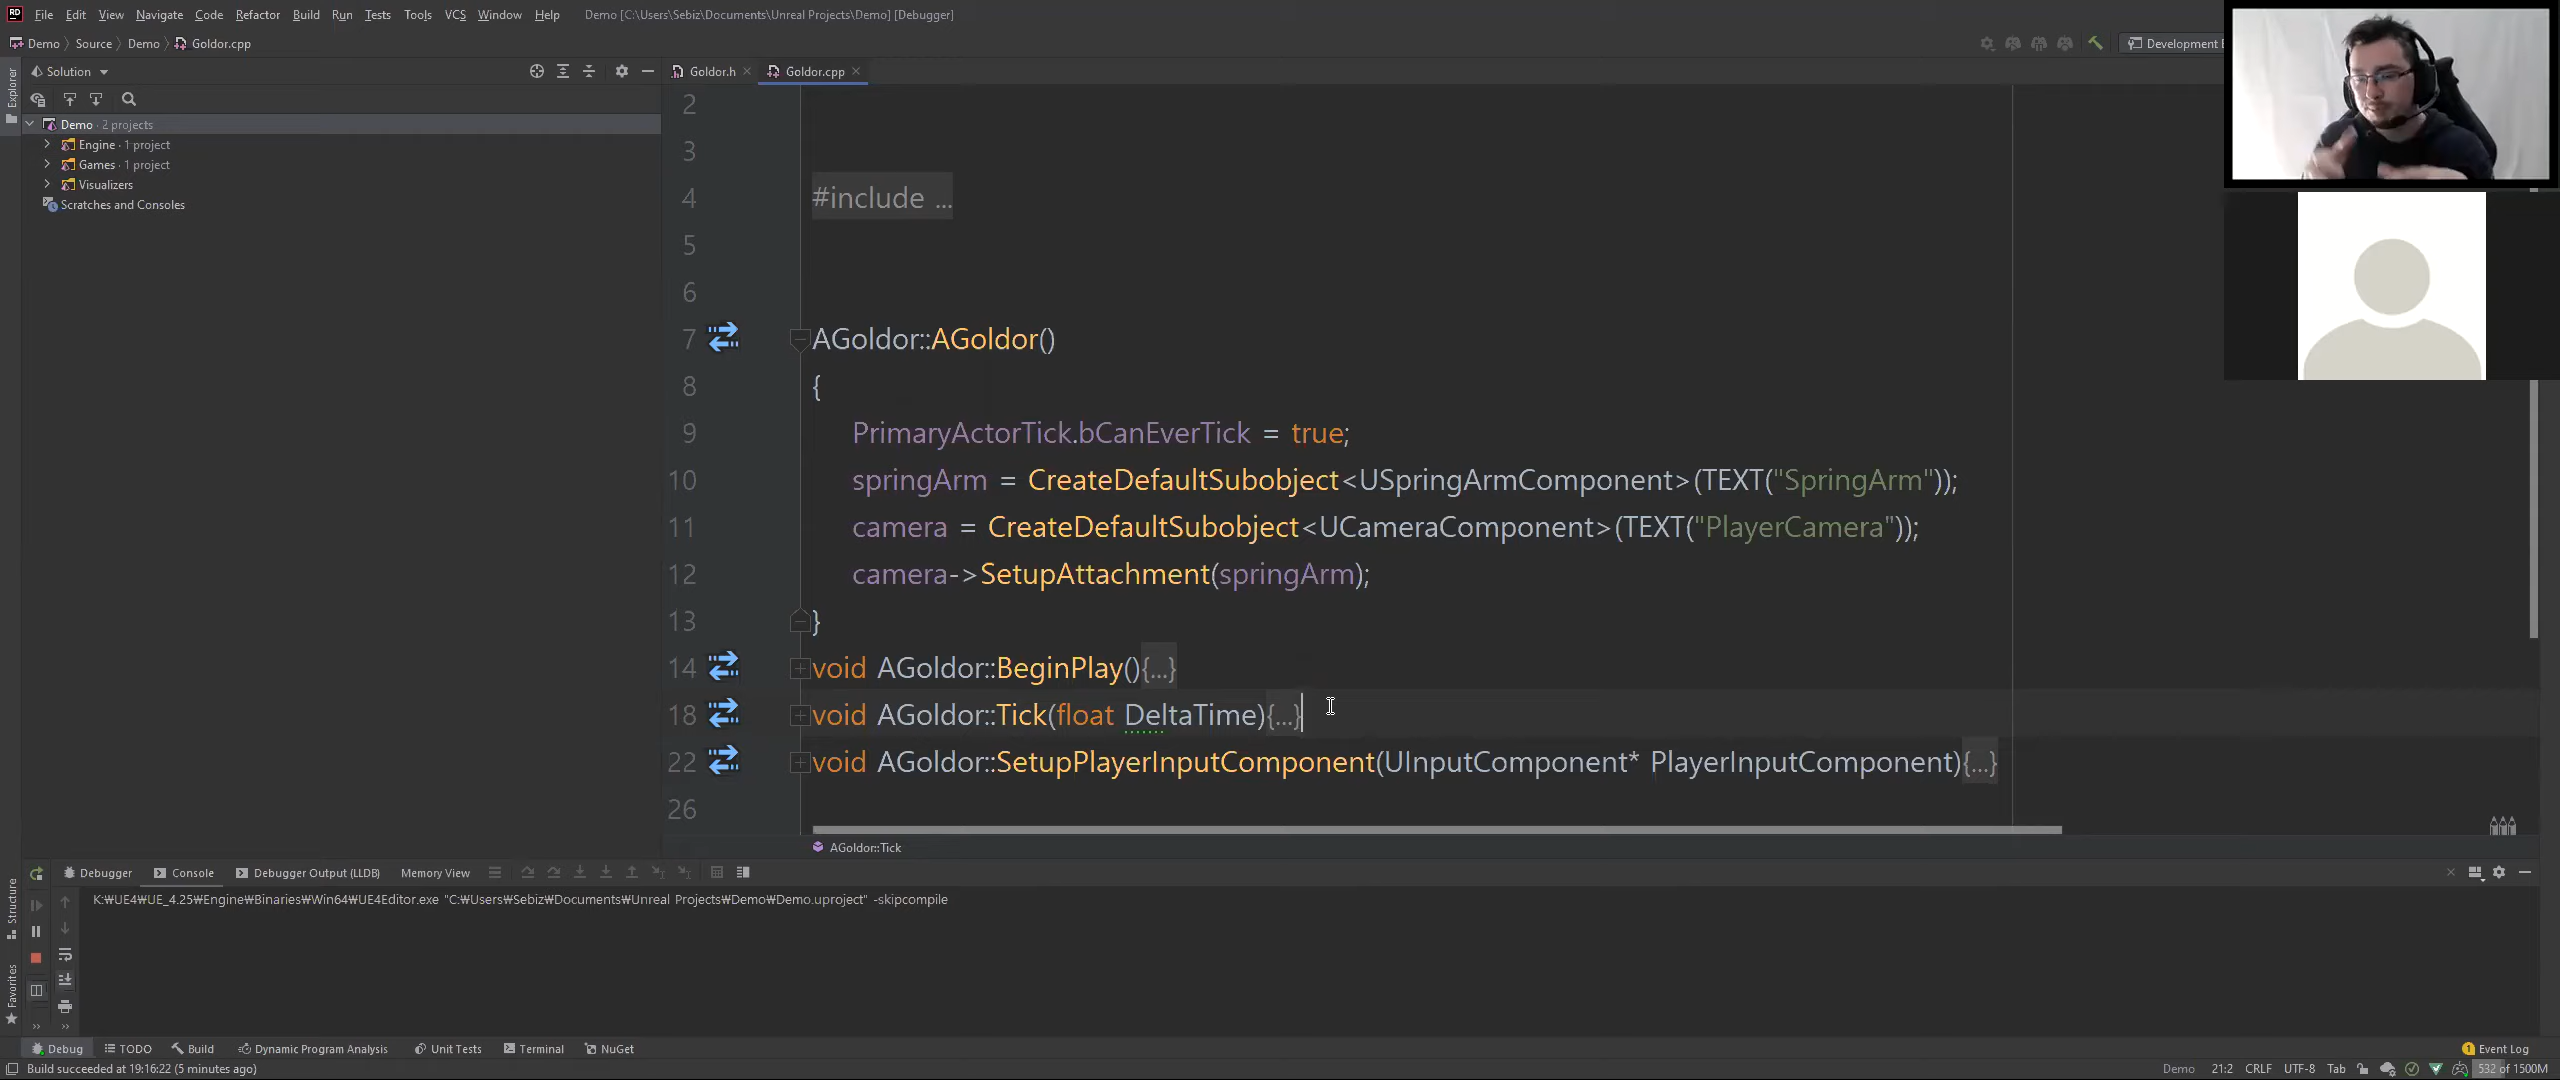 RD File Edit View Navigate Code Refactor Build Run Tests Tools VCS Window Help Demo [C:\Users\Sebiz\Documents\Unreal Projects\Demo] [Debugger]
Demo Source Demo Goldor.cpp
Development
Explorer
Solution
Goldor.h Goldor.cpp
Demo · 2 projects
Engine · 1 project
Games · 1 project
Visualizers
Scratches and Consoles
2
3
4 #include ...
5
6
7 AGoldor::AGoldor()
8 {
9 PrimaryActorTick.bCanEverTick = true;
10 springArm = CreateDefaultSubobject<USpringArmComponent>(TEXT("SpringArm"));
11 camera = CreateDefaultSubobject<UCameraComponent>(TEXT("PlayerCamera"));
12 camera->SetupAttachment(springArm);
13 }
14 void AGoldor::BeginPlay(){...}
18 void AGoldor::Tick(float DeltaTime){...}
22 void AGoldor::SetupPlayerInputComponent(UInputComponent* PlayerInputComponent){...}
26
AGoldor::Tick
Debugger Console Debugger Output (LLDB) Memory View
K:₩UE4₩UE_4.25₩Engine₩Binaries₩Win64₩UE4Editor.exe "C:₩Users₩Sebiz₩Documents₩Unreal Projects₩Demo₩Demo.uproject" -skipcompile
Structure
Favorites
Debug TODO Build Dynamic Program Analysis Unit Tests Terminal NuGet
1 Event Log
Build succeeded at 19:16:22 (5 minutes ago)
Demo 21:2 CRLF UTF-8 Tab 532 of 1500M